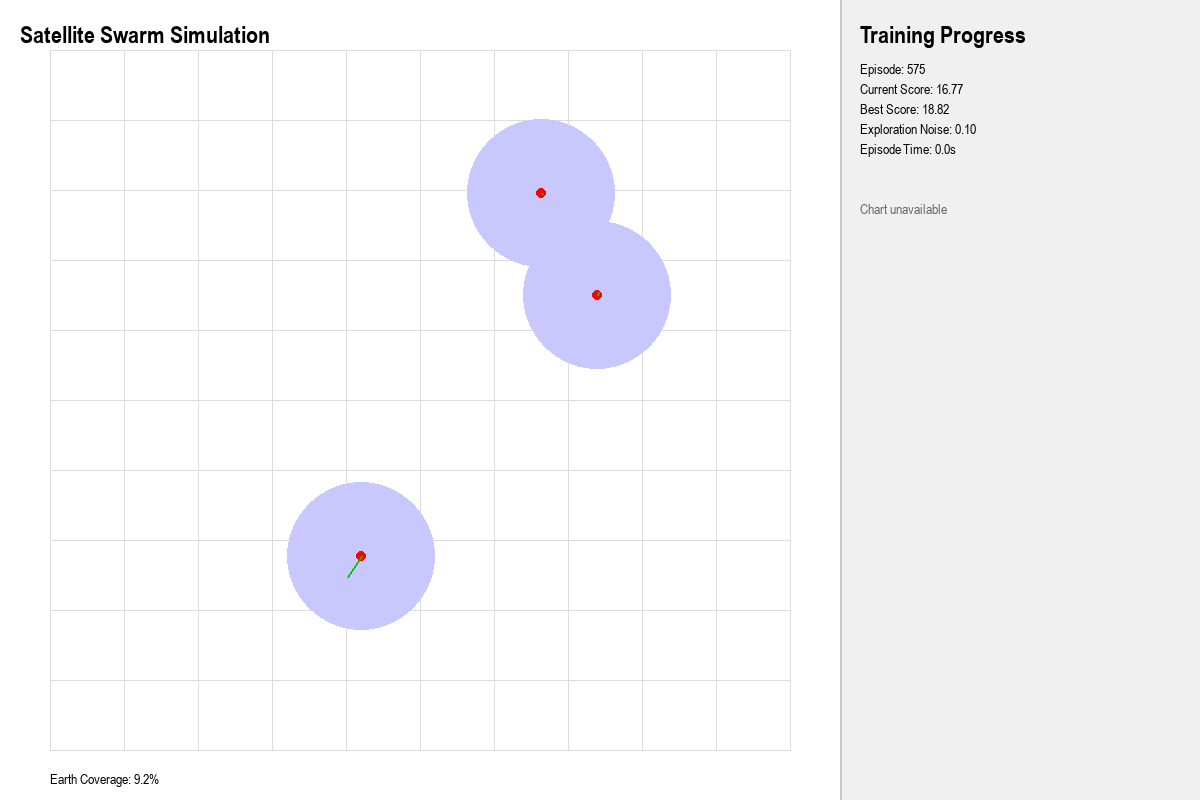 Satellite Swarm Simulation
Earth Coverage: 9.2%
Training Progress
Episode: 575
Current Score: 16.77
Best Score: 18.82
Exploration Noise: 0.10
Episode Time: 0.0s
Chart unavailable